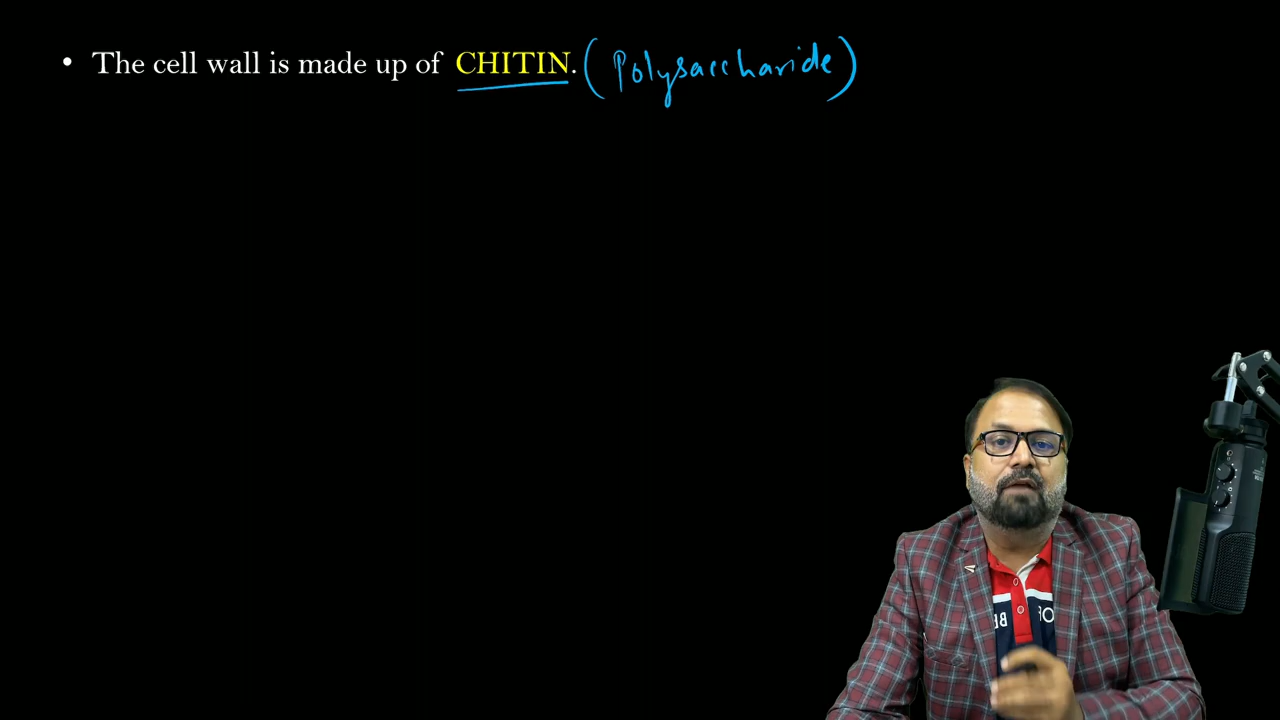 • The cell wall is made up of CHITIN. (Polysaccharide)